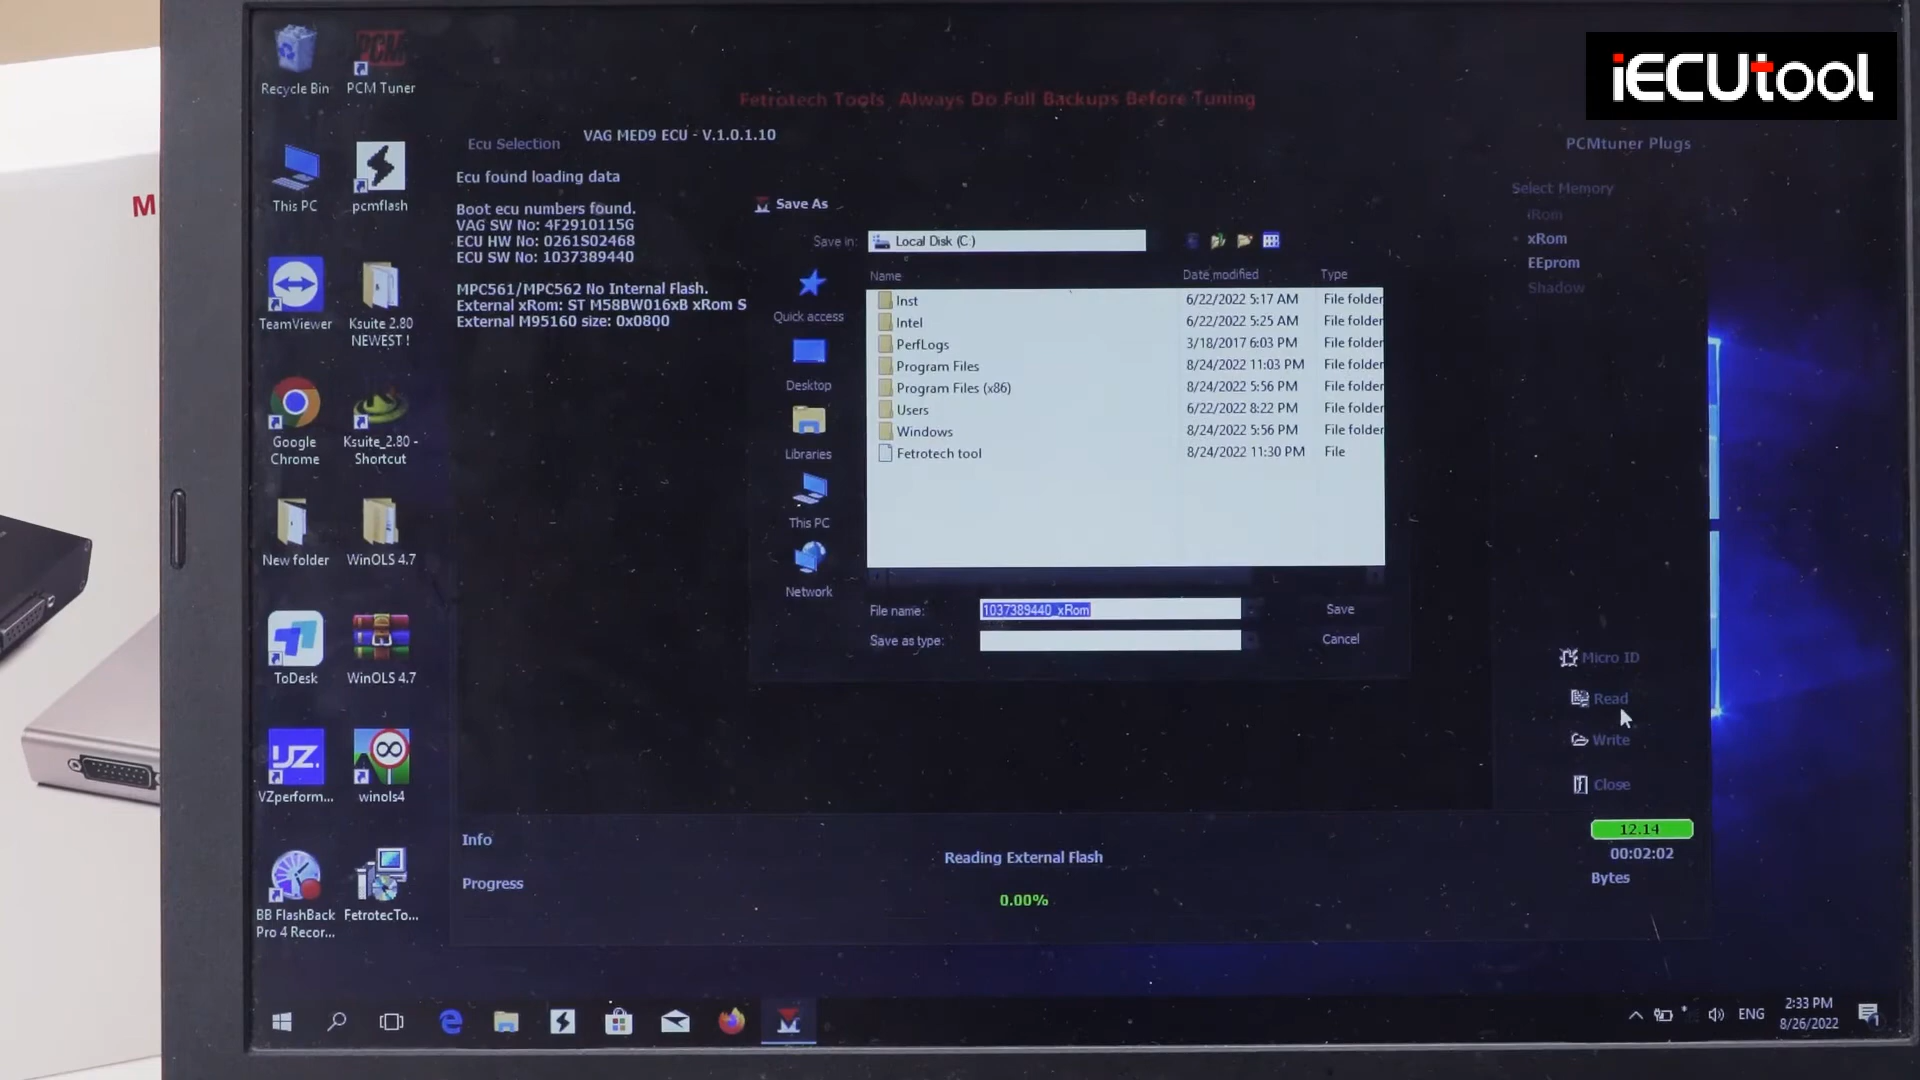 iECUtool
Recycle Bin
PCM Tuner
PCM
Fetrotech Tools, Always Do Full Backups Before Tuning
Ecu Selection
VAG MED9 ECU - V.1.0.1.10
PCMtuner Plugs
This PC
pcmflash
M
Ecu found loading data
Boot ecu numbers found.
VAG SW No: 4F2910115G
ECU HW No: 0261S02468
ECU SW No: 1037389440
MPC561/MPC562 No Internal Flash.
External xRom: ST M58BW016xB xRom S
External M95160 size: 0x0800
Save As
Save in:
Local Disk (C:)
Name
Date modified
Type
Inst
6/22/2022 5:17 AM
File folder
Intel
6/22/2022 5:25 AM
File folder
PerfLogs
3/18/2017 6:03 PM
File folder
Program Files
8/24/2022 11:03 PM
File folder
Program Files (x86)
8/24/2022 5:56 PM
File folder
Users
6/22/2022 8:22 PM
File folder
Windows
8/24/2022 5:56 PM
File folder
Fetrotech tool
8/24/2022 11:30 PM
File
Quick access
Desktop
Libraries
This PC
Network
File name:
1037389440_xRom
Save
Save as type:
Cancel
Select Memory
iRom
xRom
EEprom
Shadow
Micro ID
Read
Write
Close
12.14
00:02:02
Bytes
TeamViewer
Ksuite 2.80
NEWEST !
Google
Chrome
Ksuite_2.80 -
Shortcut
New folder
WinOLS 4.7
ToDesk
WinOLS 4.7
VZ.
VZperform...
winols4
BB FlashBack
Pro 4 Recor...
FetrotecTo...
Info
Reading External Flash
Progress
0.00%
ENG
2:33 PM
8/26/2022
1